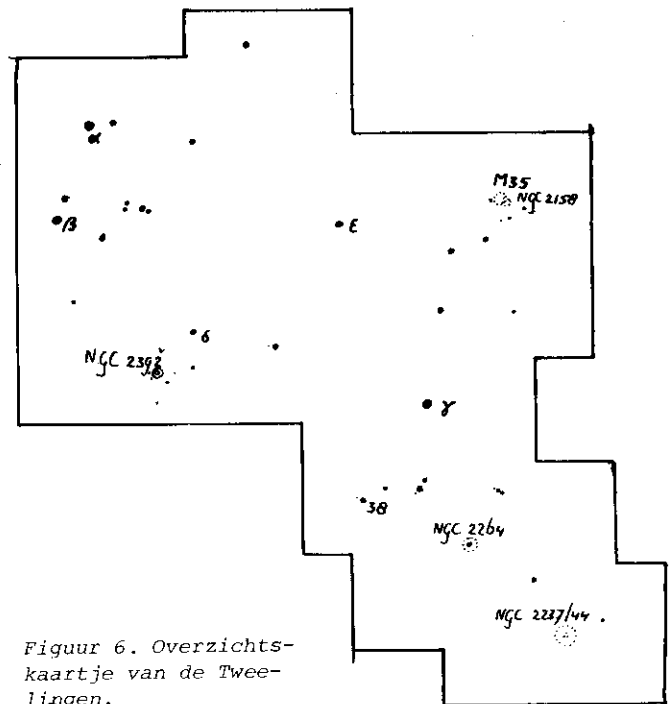 α
M35
NGC 2158
β
ε
δ
NGC 2392
γ
38
NGC 2264
NGC 2237/44
Figuur 6. Overzichts-
kaartje van de Twee-
lingen.